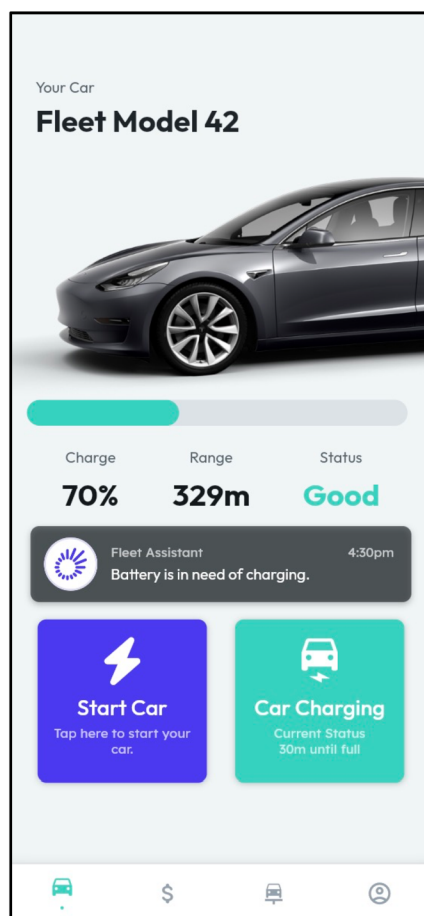 Your Car
Fleet Model 42
Charge
Range
Status
70%
329m
Good
Fleet Assistant
4:30pm
Battery is in need of charging.
Start Car
Tap here to start your
car.
Car Charging
Current Status
30m until full
$